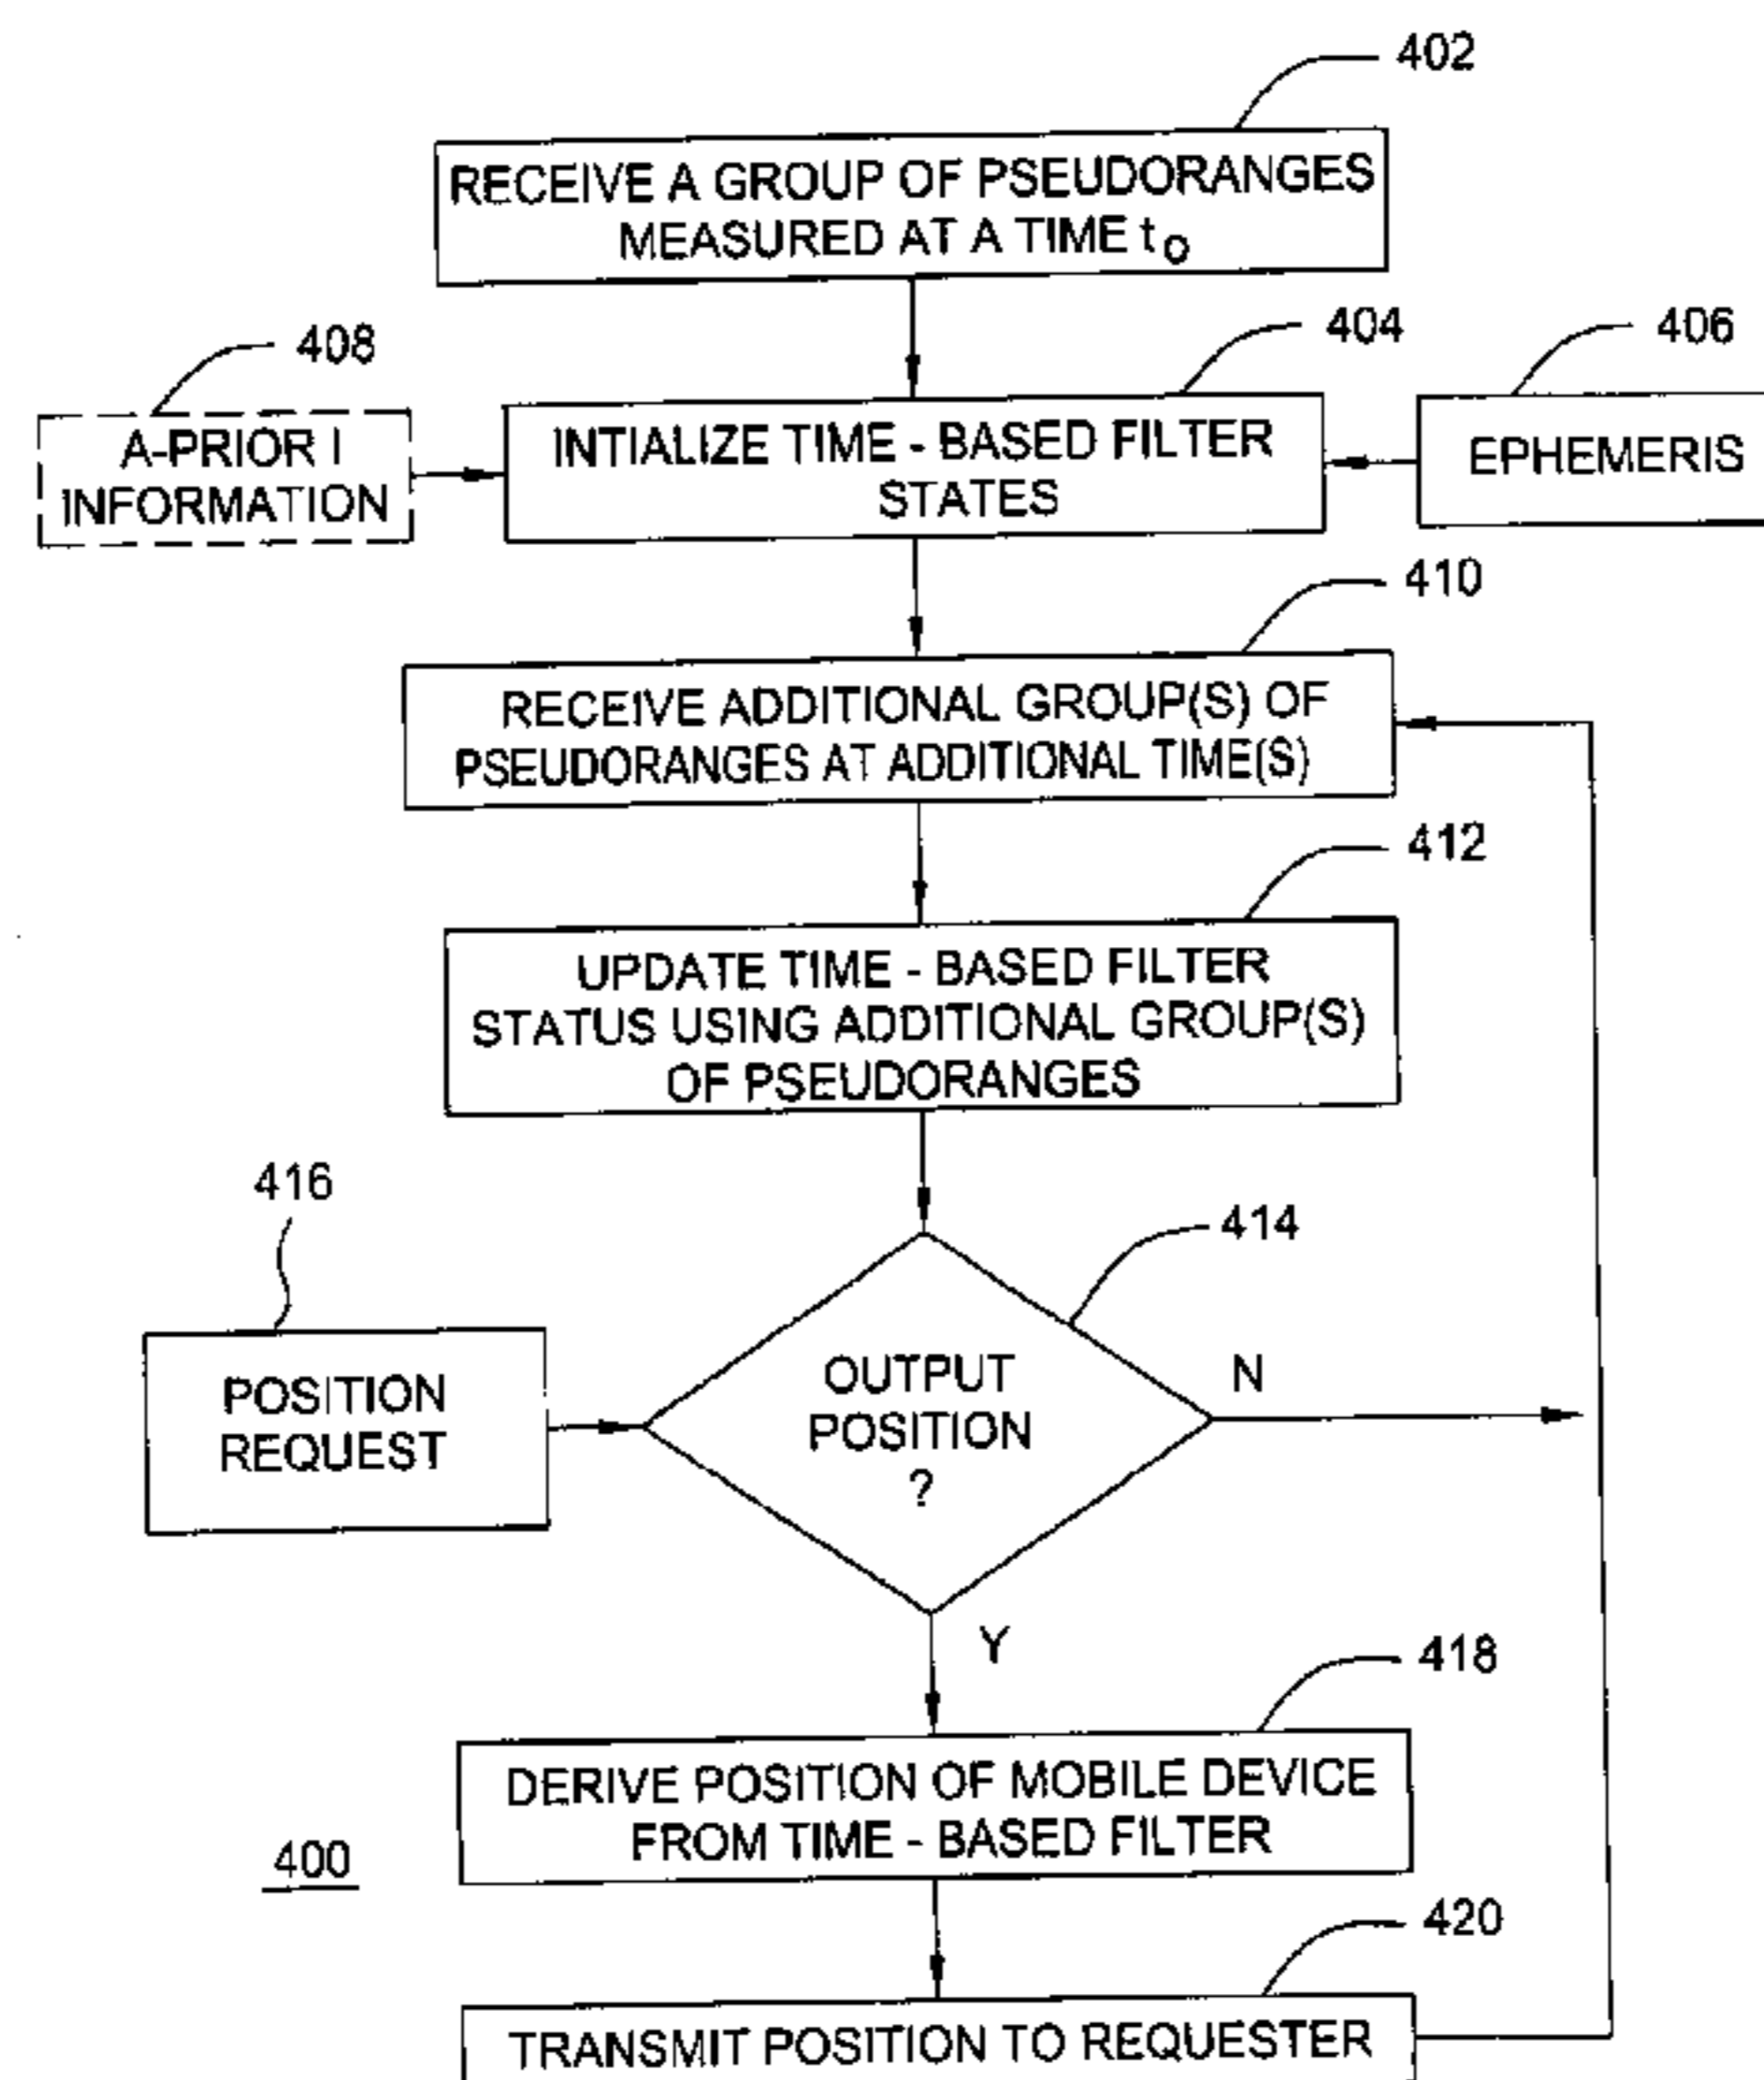 402
RECEIVE A GROUP OF PSEUDORANGES
MEASURED AT A TIME to
408
404
406
A-PRIOR I
INFORMATION
INTIALIZE TIME - BASED FILTER
STATES
EPHEMERIS
410
RECEIVE ADDITIONAL GROUP(S) OF
PSEUDORANGES AT ADDITIONAL TIME(S)
412
UPDATE TIME - BASED FILTER
STATUS USING ADDITIONAL GROUP(S)
OF PSEUDORANGES
416
414
POSITION
REQUEST
OUTPUT
POSITION
?
N
Y
418
DERIVE POSITION OF MOBILE DEVICE
FROM TIME - BASED FILTER
400
420
TRANSMIT POSITION TO REQUESTER